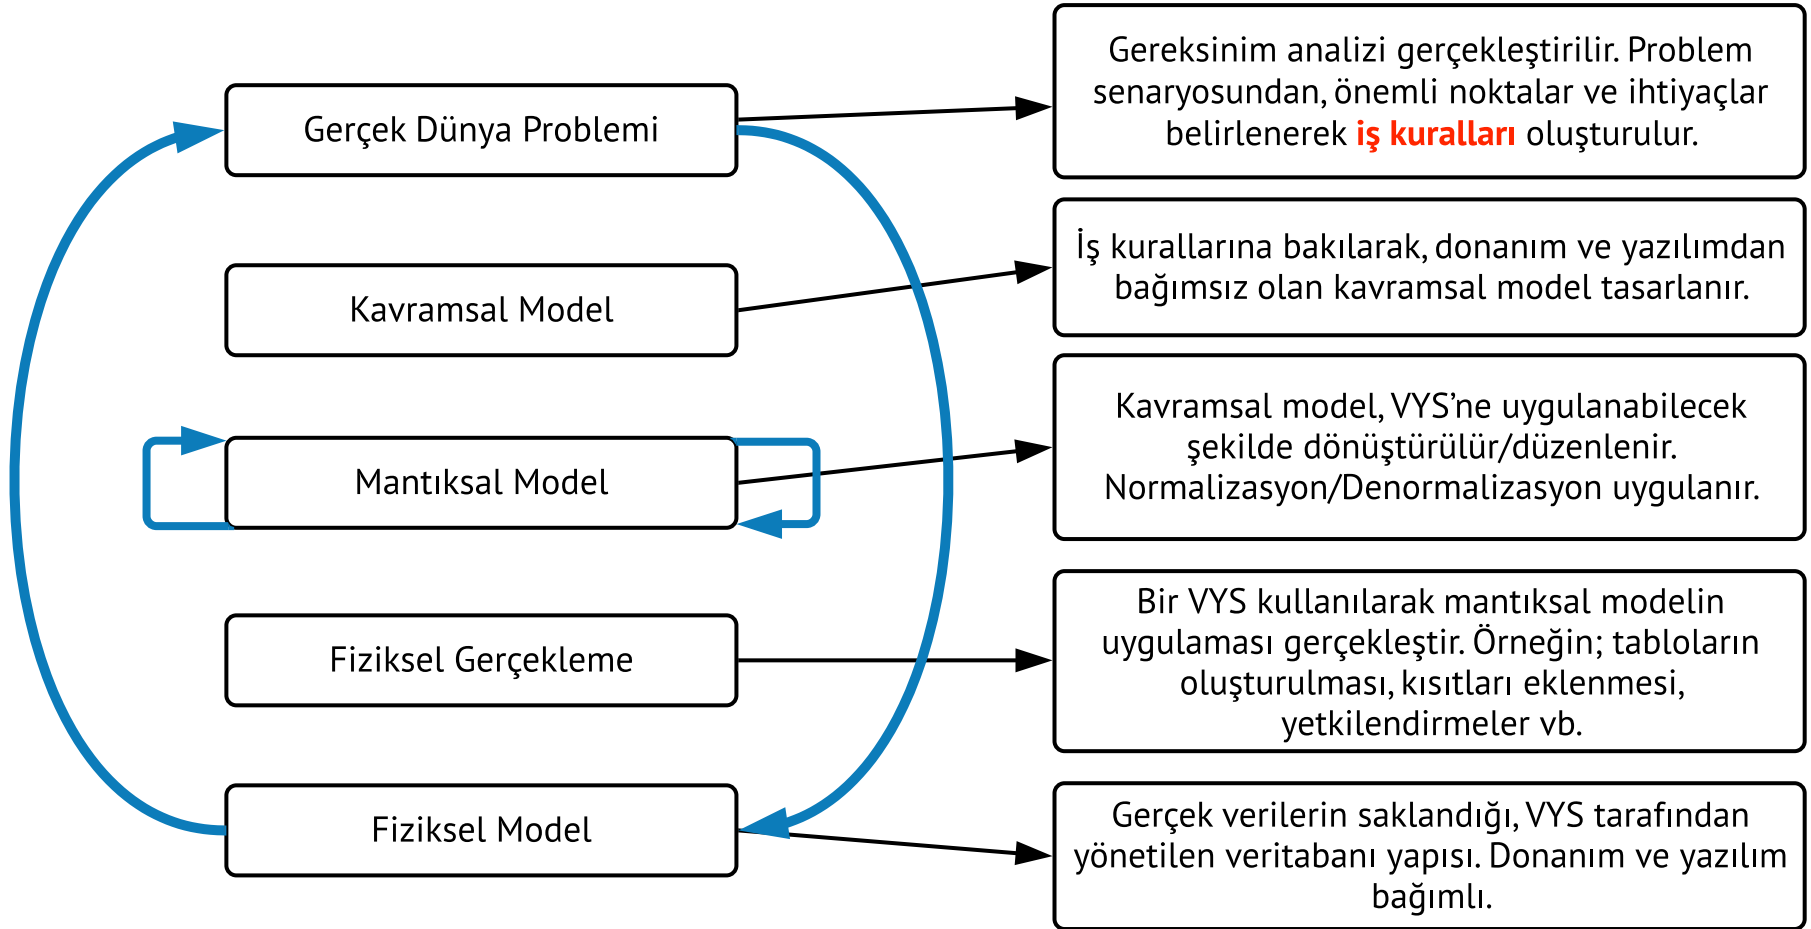 Gerçek Dünya Problemi
Gereksinim analizi gerçekleştirilir. Problem
senaryosundan, önemli noktalar ve ihtiyaçlar
belirlenerek iş kuralları oluşturulur.
Kavramsal Model
İş kurallarına bakılarak, donanım ve yazılımdan
bağımsız olan kavramsal model tasarlanır.
Mantıksal Model
Kavramsal model, VYS’ne uygulanabilecek
şekilde dönüştürülür/düzenlenir.
Normalizasyon/Denormalizasyon uygulanır.
Fiziksel Gerçekleme
Bir VYS kullanılarak mantıksal modelin
uygulaması gerçekleştir. Örneğin; tabloların
oluşturulması, kısıtları eklenmesi,
yetkilendirmeler vb.
Fiziksel Model
Gerçek verilerin saklandığı, VYS tarafından
yönetilen veritabanı yapısı. Donanım ve yazılım
bağımlı.